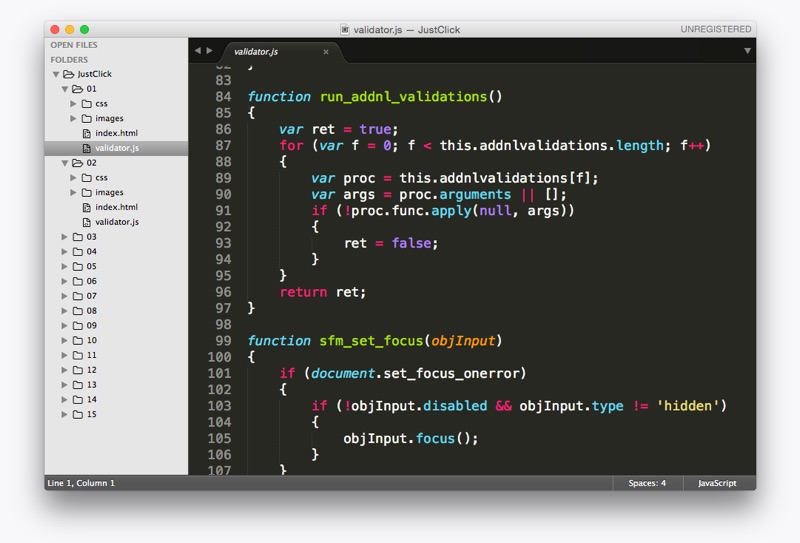 validator.js — JustClick
UNREGISTERED
OPEN FILES
FOLDERS
JustClick
01
css
images
index.html
validator.js
02
css
images
index.html
validator.js
03
04
05
06
07
08
09
10
11
12
13
14
15
validator.js ×
82 }
83
84 function run_addnl_validations()
85 {
86 var ret = true;
87 for (var f = 0; f < this.addnlvalidations.length; f++)
88 {
89 var proc = this.addnlvalidations[f];
90 var args = proc.arguments || [];
91 if (!proc.func.apply(null, args))
92 {
93 ret = false;
94 }
95 }
96 return ret;
97 }
98
99 function sfm_set_focus(objInput)
100 {
101 if (document.set_focus_onerror)
102 {
103 if (!objInput.disabled && objInput.type != 'hidden')
104 {
105 objInput.focus();
106 }
107 }
Line 1, Column 1
Spaces: 4
JavaScript